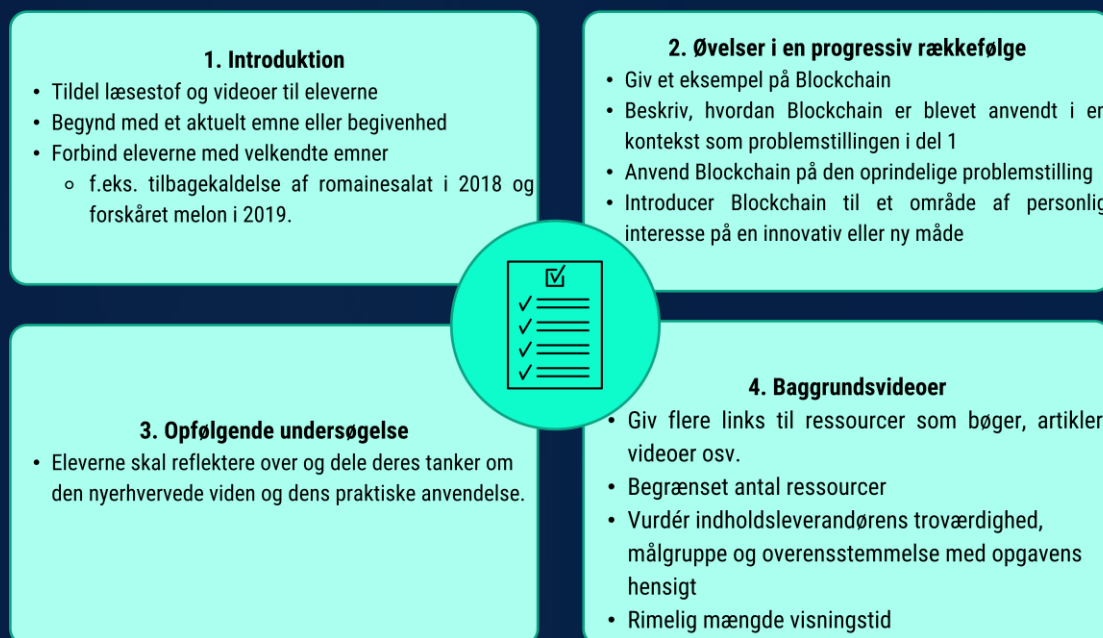 1. Introduktion
• Tildel læsestof og videoer til eleverne
• Begynd med et aktuelt emne eller begivenhed
• Forbind eleverne med velkendte emner
◦ f.eks. tilbagekaldelse af romainesalat i 2018 og
forskåret melon i 2019.
2. Øvelser i en progressiv rækkefølge
• Giv et eksempel på Blockchain
• Beskriv, hvordan Blockchain er blevet anvendt i en
kontekst som problemstillingen i del 1
• Anvend Blockchain på den oprindelige problemstilling
• Introducer Blockchain til et område af personlig
interesse på en innovativ eller ny måde
3. Opfølgende undersøgelse
• Eleverne skal reflektere over og dele deres tanker om
den nyerhvervede viden og dens praktiske anvendelse.
4. Baggrundsvideoer
• Giv flere links til ressourcer som bøger, artikler
videoer osv.
• Begrænset antal ressourcer
• Vurdér indholdsleverandørens troværdighed,
målgruppe og overensstemmelse med opgavens
hensigt
• Rimelig mængde visningstid